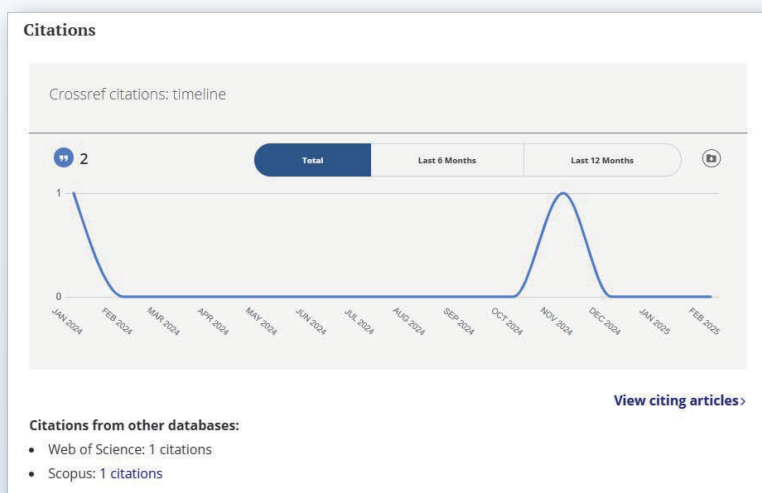 Citations
Crossref citations: timeline
2
Total
Last 6 Months
Last 12 Months
1
0
JAN 2024
FEB 2024
MAR 2024
APR 2024
MAY 2024
JUN 2024
JUL 2024
AUG 2024
SEP 2024
OCT 2024
NOV 2024
DEC 2024
JAN 2025
FEB 2025
View citing articles ›
Citations from other databases:
• Web of Science: 1 citations
• Scopus: 1 citations